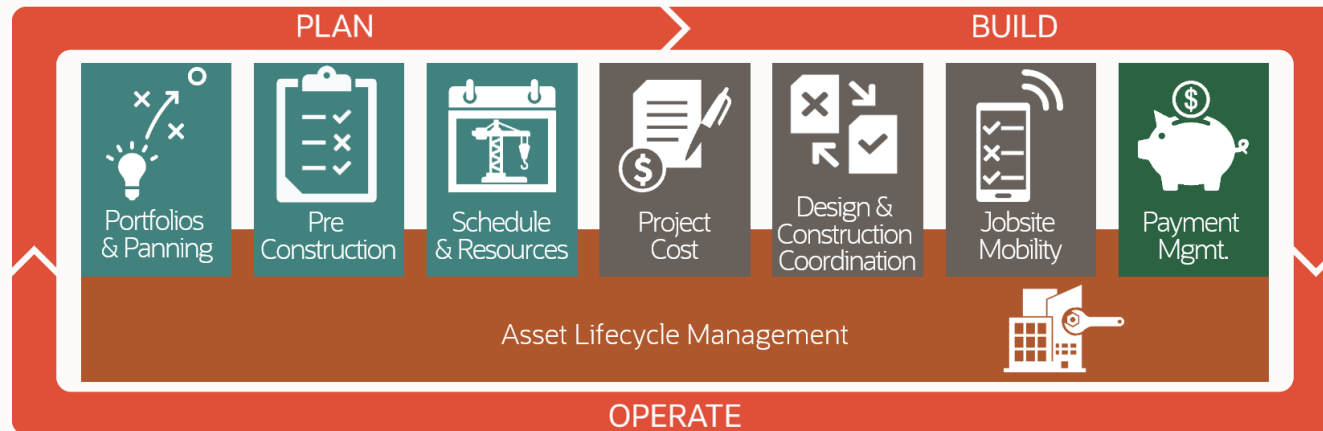 PLAN
BUILD
Portfolios
& Panning
Pre
Construction
Schedule
& Resources
$
Project
Cost
Design &
Construction
Coordination
Jobsite
Mobility
$
Payment
Mgmt.
Asset Lifecycle Management
OPERATE